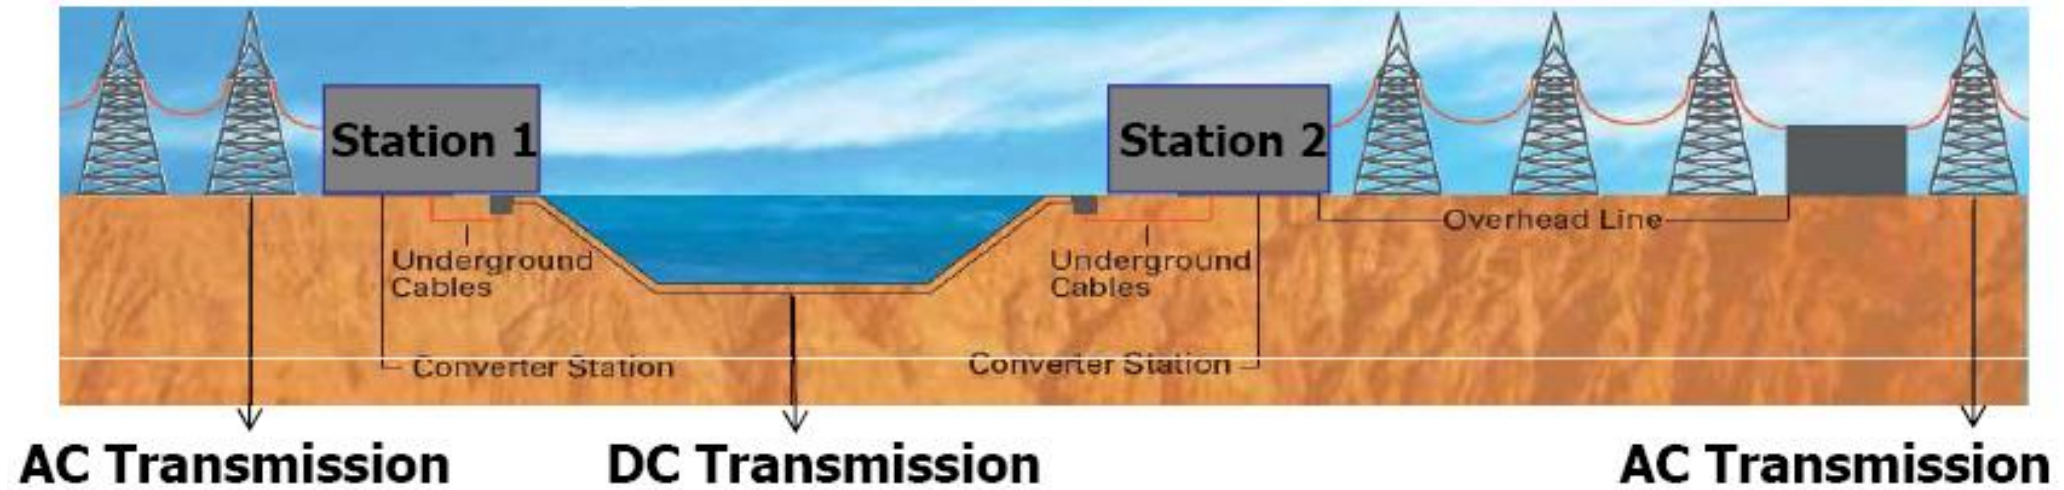 Station 1
Station 2
Overhead Line
Underground
Cables
Underground
Cables
Converter Station
Converter Station
AC Transmission
DC Transmission
AC Transmission